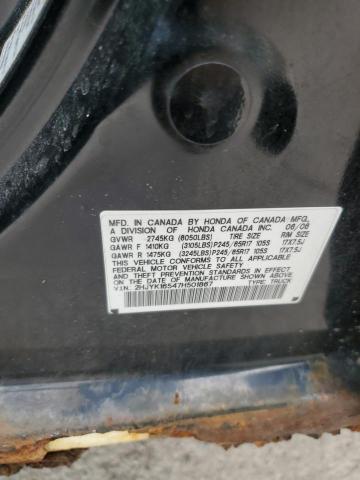 MFD. IN CANADA BY HONDA OF CANADA MFG.,
A DIVISION OF HONDA CANADA INC. 06/06
GVWR 2745KG (6050LBS) TIRE SIZE RIM SIZE
GAWR F 1410KG (3105LBS)P245/65R17 105S 17X7.5J
GAWR R 1475KG (3245LBS)P245/65R17 105S 17X7.5J
THIS VEHICLE CONFORMS TO ALL APPLICABLE
FEDERAL MOTOR VEHICLE SAFETY
AND THEFT PREVENTION STANDARDS IN EFFECT
ON THE DATE OF MANUFACTURE SHOWN ABOVE.
V.I.N.: 2HJYK16547H501867 TYPE: TRUCK